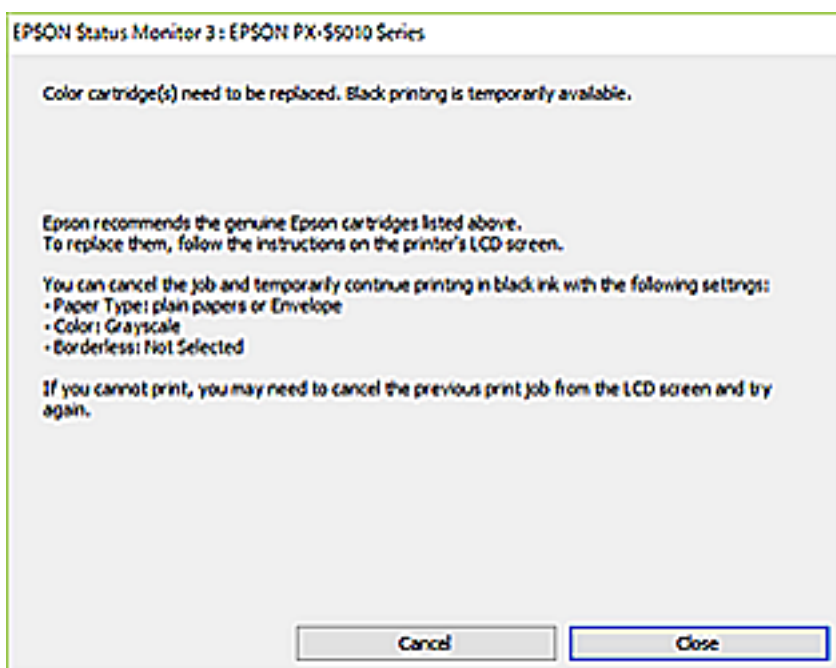 EPSON Status Monitor 3 : EPSON PX-S5010 Series
Color cartridge(s) need to be replaced. Black printing is temporarily available.
Epson recommends the genuine Epson cartridges listed above.
To replace them, follow the instructions on the printer's LCD screen.
You can cancel the job and temporarily continue printing in black ink with the following settings:
• Paper Type: plain papers or Envelope
• Color: Grayscale
• Borderless: Not Selected
If you cannot print, you may need to cancel the previous print job from the LCD screen and try
again.
Cancel
Close